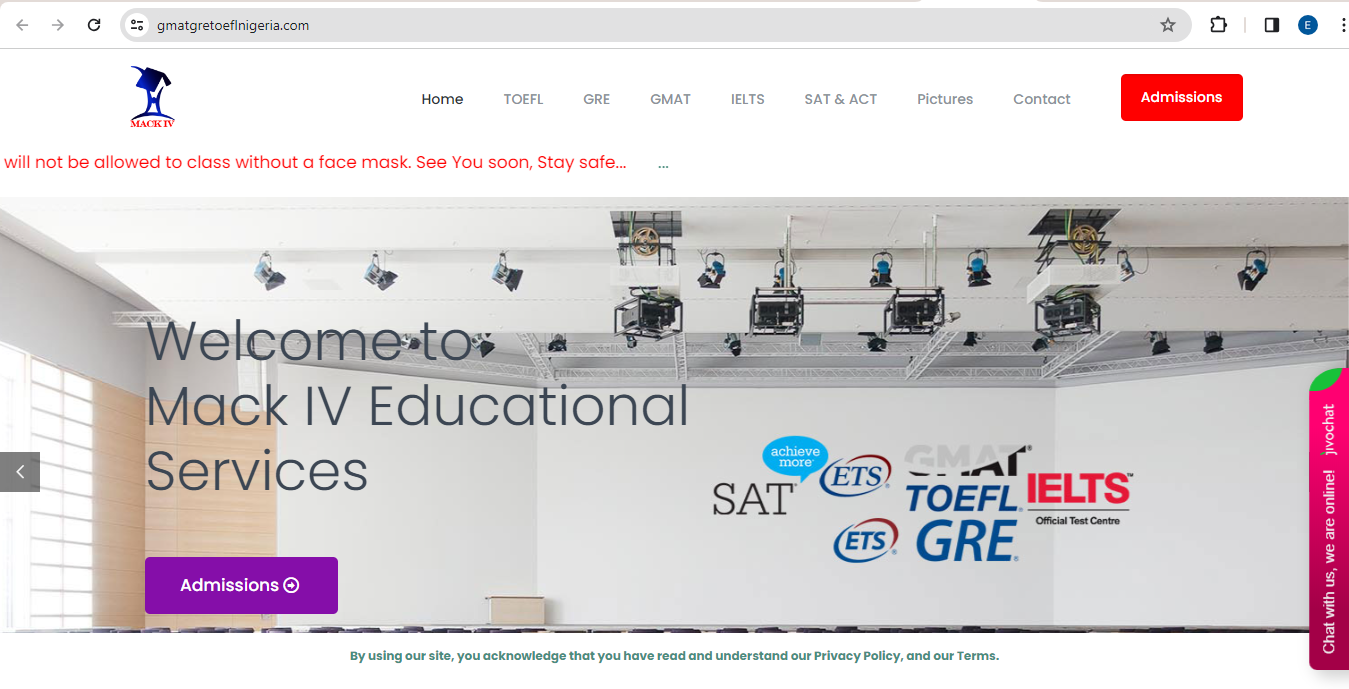 gmatgretoeflnigeria.com
E
MACK IV
Home TOEFL GRE GMAT IELTS SAT & ACT Pictures Contact Admissions
will not be allowed to class without a face mask. See You soon, Stay safe... ...
Welcome to
Mack IV Educational
Services
achieve
more
SAT
ETS
GMAT
TOEFL
IELTS™
Official Test Centre
ETS
GRE
Admissions
Chat with us, we are online! jivochat
By using our site, you acknowledge that you have read and understand our Privacy Policy, and our Terms.